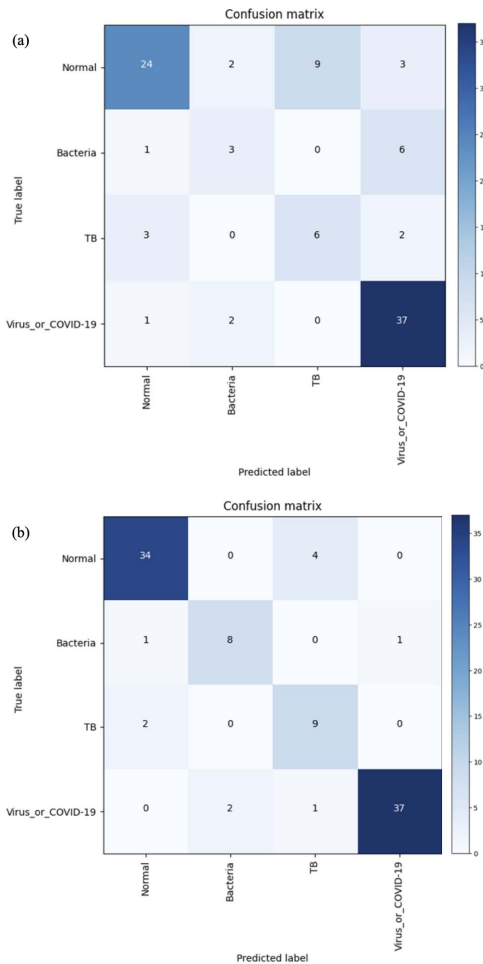 (a)
Confusion matrix
Normal 24 2 9 3
Bacteria 1 3 0 6
TB 3 0 6 2
Virus_or_COVID-19 1 2 0 37
True label
Normal
Bacteria
TB
Virus_or_COVID-19
Predicted label
(b)
Confusion matrix
Normal 34 0 4 0
Bacteria 1 8 0 1
TB 2 0 9 0
Virus_or_COVID-19 0 2 1 37
True label
Normal
Bacteria
TB
Virus_or_COVID-19
Predicted label
35
30
25
20
15
10
5
0